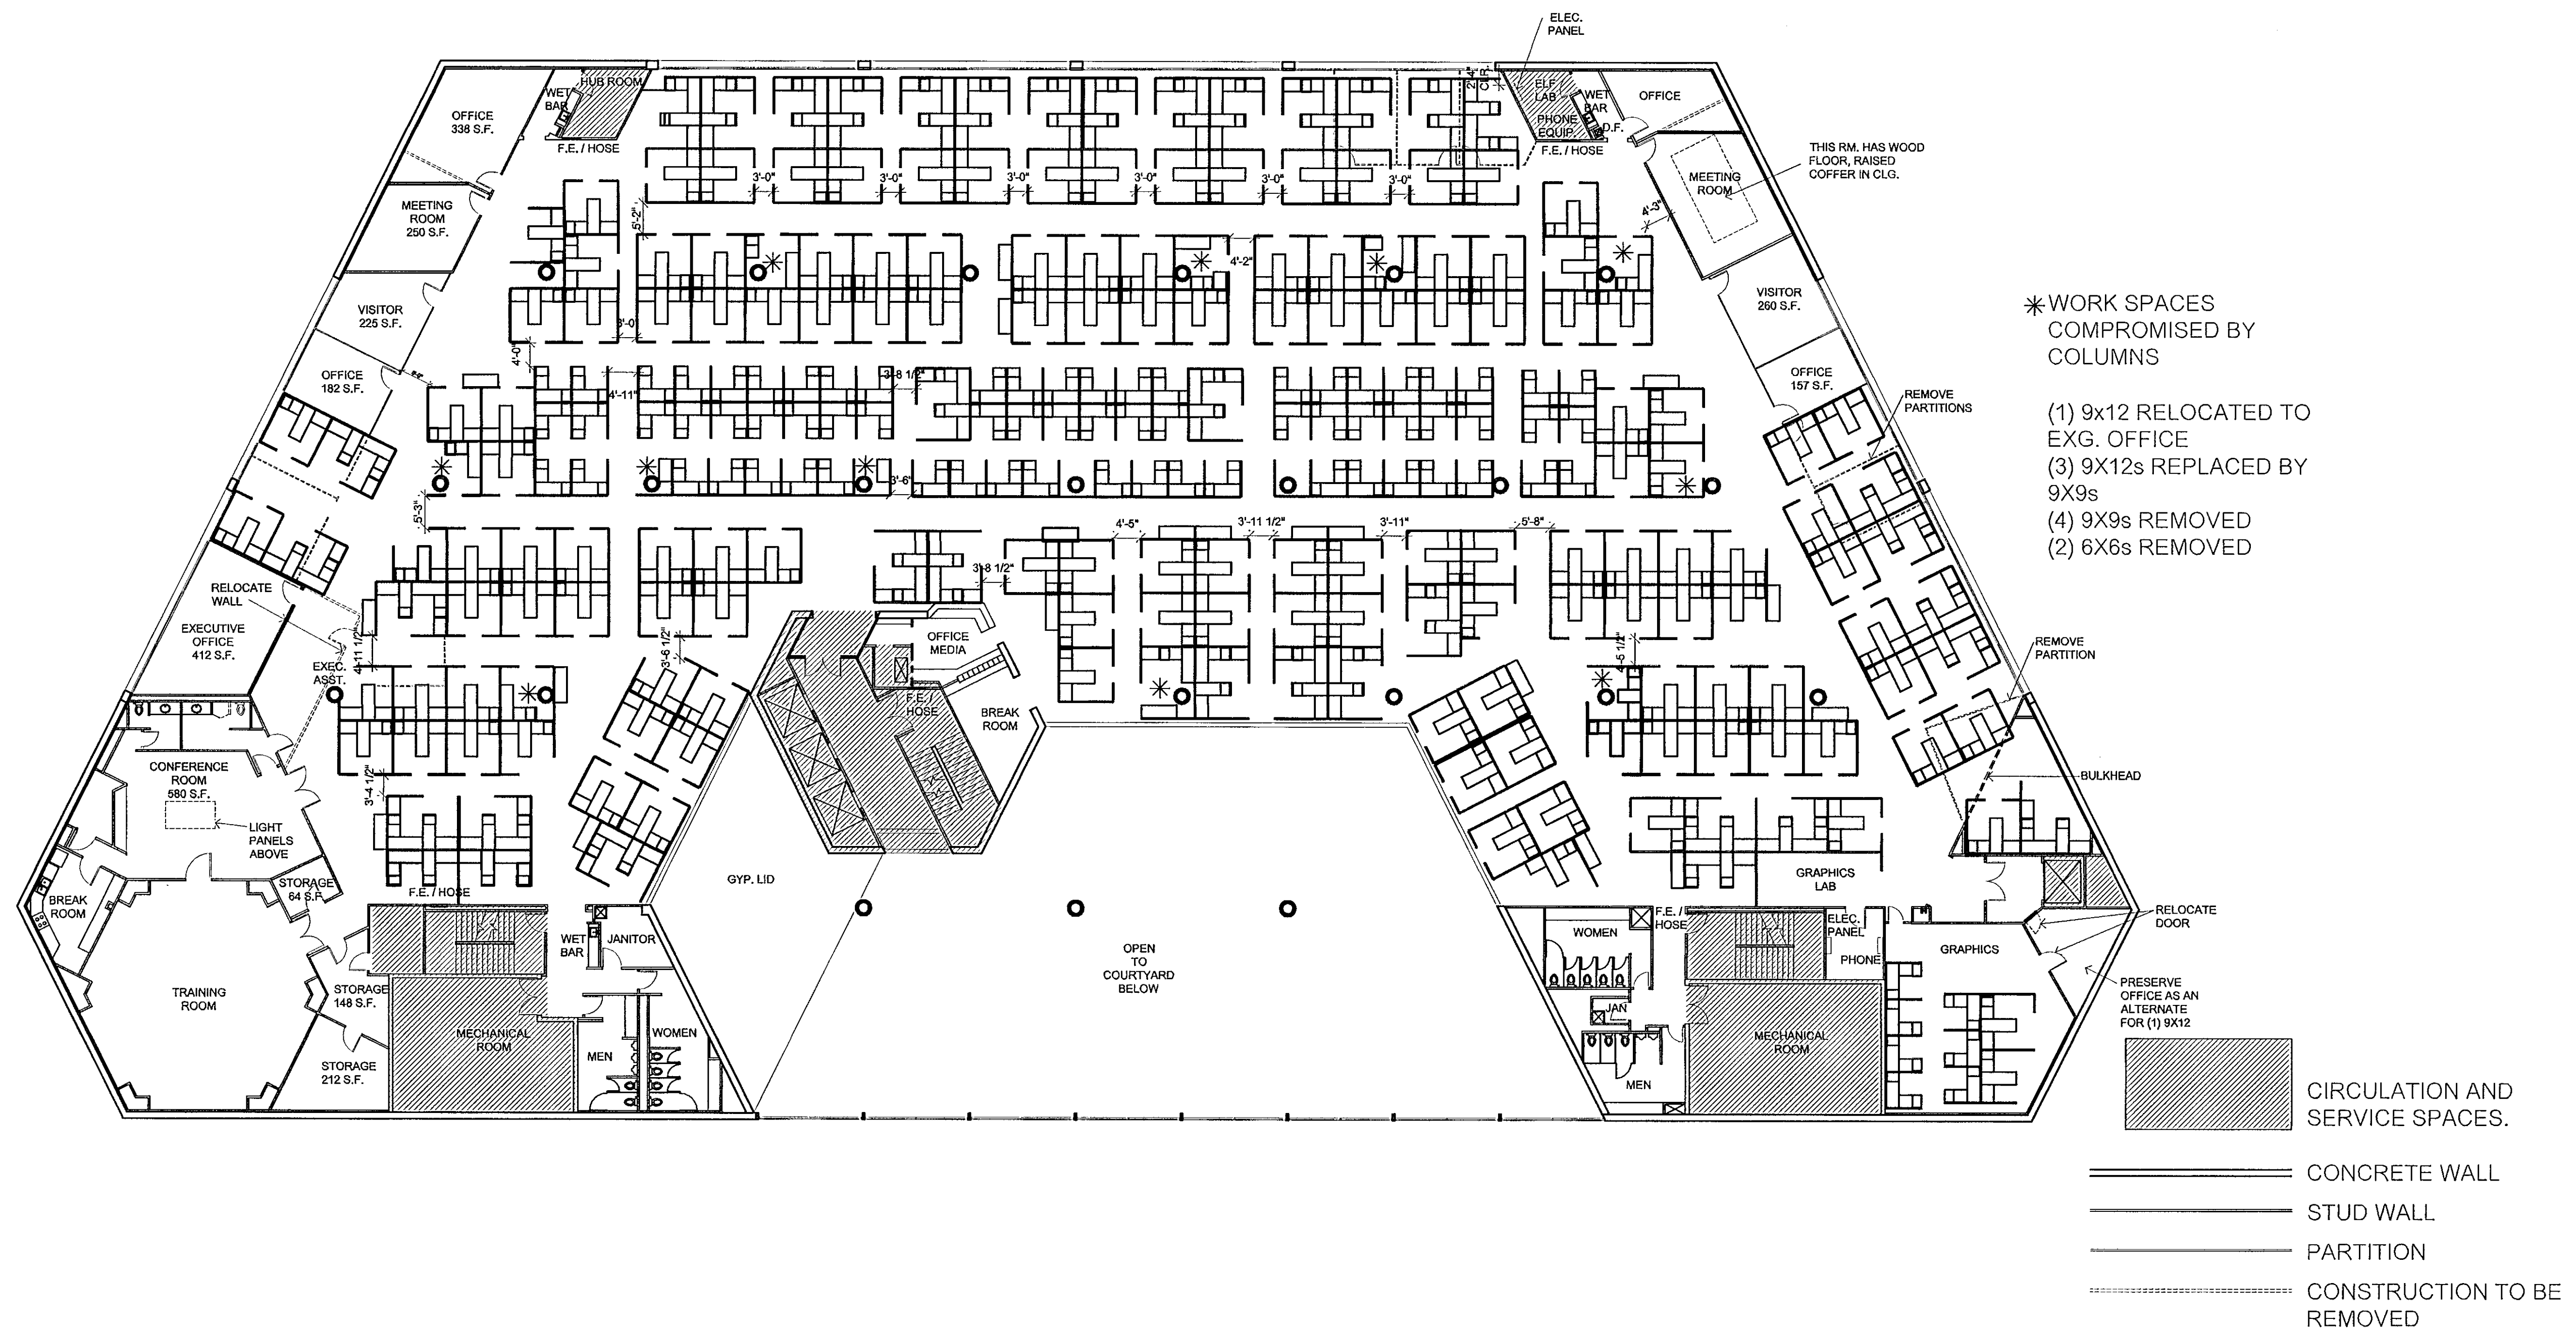 ELEC.
PANEL
HUB ROOM
WET
BAR
OFFICE
338 S.F.
F.E. / HOSE
2'-4"
CLR.
ELF
LAB
WET
BAR
PHONE
EQUIP.
D.F.
F.E. / HOSE
OFFICE
THIS RM. HAS WOOD
FLOOR, RAISED
COFFER IN CLG.
MEETING
ROOM
3'-0"
3'-0"
3'-0"
3'-0"
3'-0"
3'-0"
MEETING
ROOM
250 S.F.
5'-2"
4'-3"
4'-2"
VISITOR
225 S.F.
VISITOR
260 S.F.
3'-0"
4'-0"
OFFICE
182 S.F.
OFFICE
157 S.F.
3'-8 1/2"
4'-11"
REMOVE
PARTITIONS
WORK SPACES
COMPROMISED BY
COLUMNS
(1) 9x12 RELOCATED TO
EXG. OFFICE
(3) 9X12s REPLACED BY
9X9s
(4) 9X9s REMOVED
(2) 6X6s REMOVED
3'-6"
5'-3"
4'-5"
3'-11 1/2"
3'-11"
5'-8"
3'-8 1/2"
RELOCATE
WALL
EXECUTIVE
OFFICE
412 S.F.
EXEC.
ASST.
4'-11 1/2"
3'-6 1/2"
OFFICE
MEDIA
4'-5 1/2"
REMOVE
PARTITION
F.E. /
HOSE
BREAK
ROOM
CONFERENCE
ROOM
580 S.F.
3'-4 1/2"
BULKHEAD
LIGHT
PANELS
ABOVE
STORAGE
64 S.F.
F.E. / HOSE
GYP. LID
GRAPHICS
LAB
BREAK
ROOM
WET
BAR
JANITOR
OPEN
TO
COURTYARD
BELOW
WOMEN
F.E. /
HOSE
ELEC.
PANEL
PHONE
GRAPHICS
RELOCATE
DOOR
TRAINING
ROOM
STORAGE
148 S.F.
MECHANICAL
ROOM
MEN
WOMEN
STORAGE
212 S.F.
JAN
MEN
MECHANICAL
ROOM
PRESERVE
OFFICE AS AN
ALTERNATE
FOR (1) 9X12
CIRCULATION AND
SERVICE SPACES.
CONCRETE WALL
STUD WALL
PARTITION
CONSTRUCTION TO BE
REMOVED